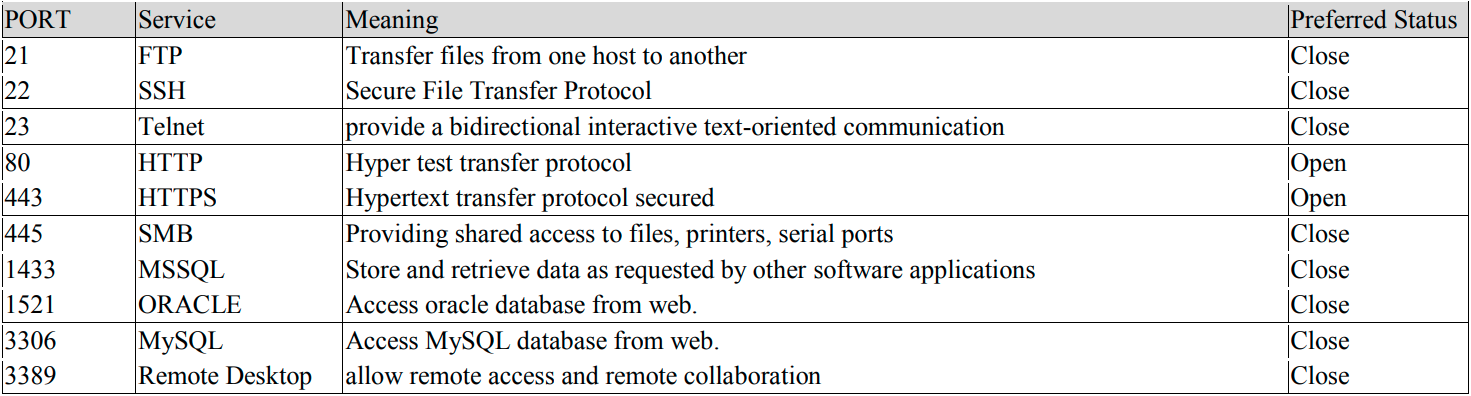 PORT Service Meaning Preferred Status
21 FTP Transfer files from one host to another Close
22 SSH Secure File Transfer Protocol Close
23 Telnet provide a bidirectional interactive text-oriented communication Close
80 HTTP Hyper test transfer protocol Open
443 HTTPS Hypertext transfer protocol secured Open
445 SMB Providing shared access to files, printers, serial ports Close
1433 MSSQL Store and retrieve data as requested by other software applications Close
1521 ORACLE Access oracle database from web. Close
3306 MySQL Access MySQL database from web. Close
3389 Remote Desktop allow remote access and remote collaboration Close